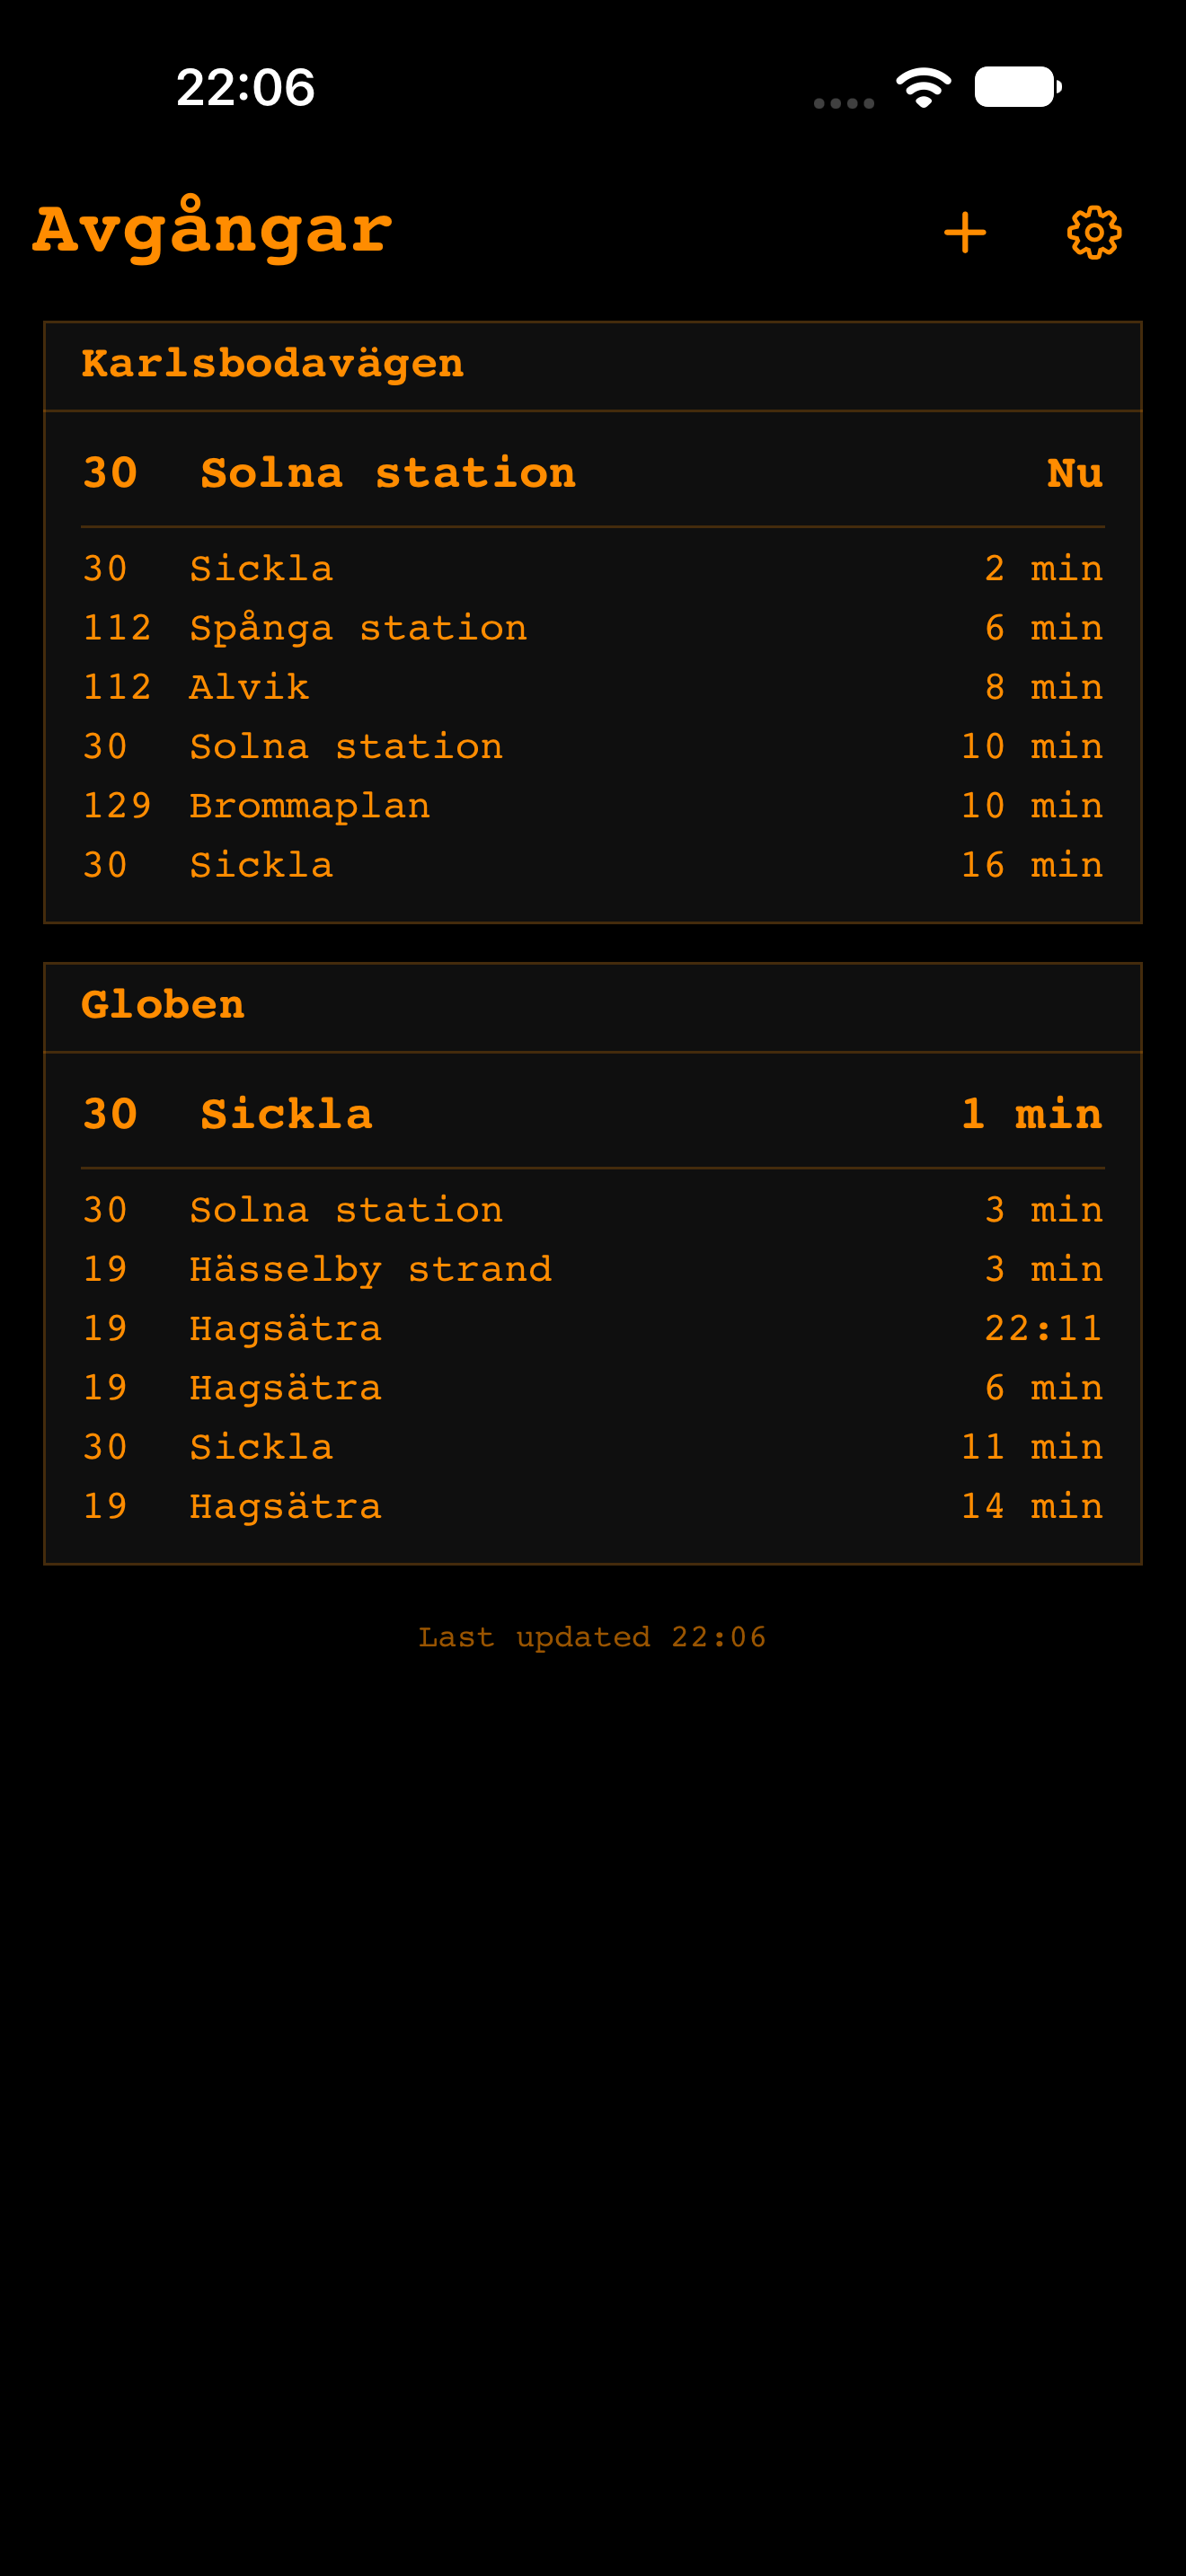 22:06
Avgångar
Karlsbodavägen
30 Solna station Nu
30 Sickla 2 min
112 Spånga station 6 min
112 Alvik 8 min
30 Solna station 10 min
129 Brommaplan 10 min
30 Sickla 16 min
Globen
30 Sickla 1 min
30 Solna station 3 min
19 Hässelby strand 3 min
19 Hagsätra 22:11
19 Hagsätra 6 min
30 Sickla 11 min
19 Hagsätra 14 min
Last updated 22:06